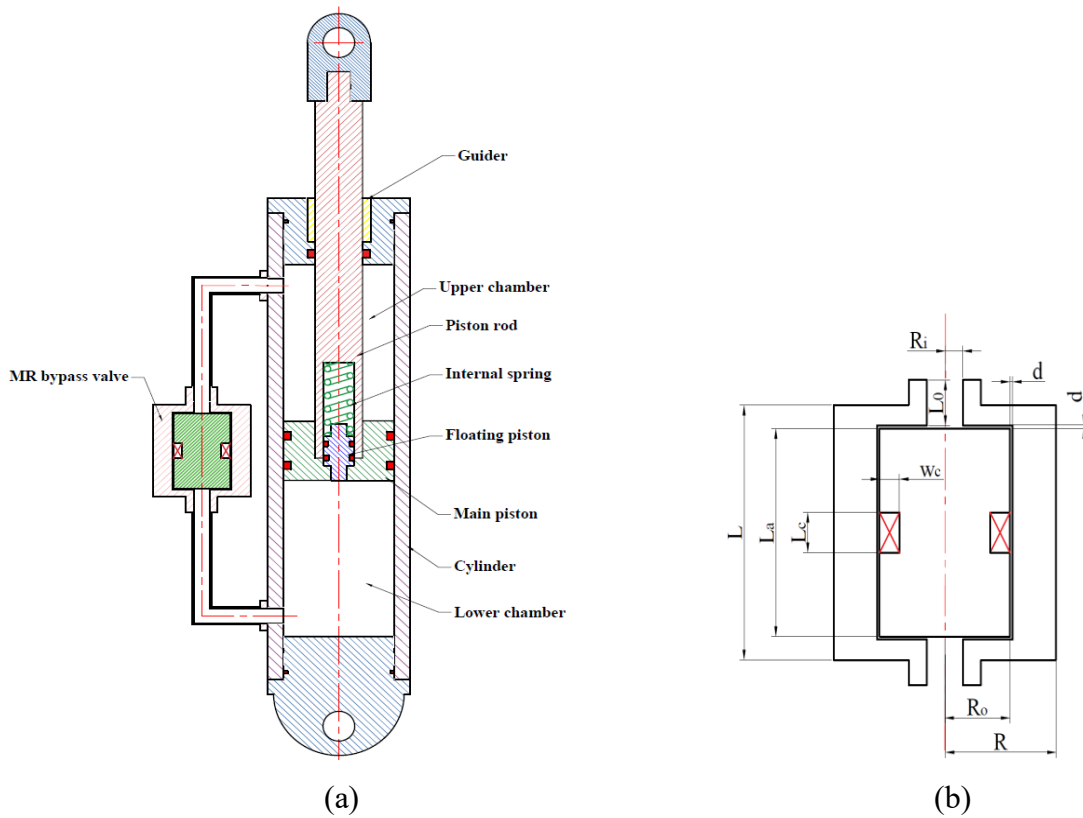 Guider
Upper chamber
Piston rod
MR bypass valve
Internal spring
Floating piston
Main piston
Cylinder
Lower chamber
Ri
d
Lo
d
Wc
L
La
Lc
Ro
R
(a)
(b)